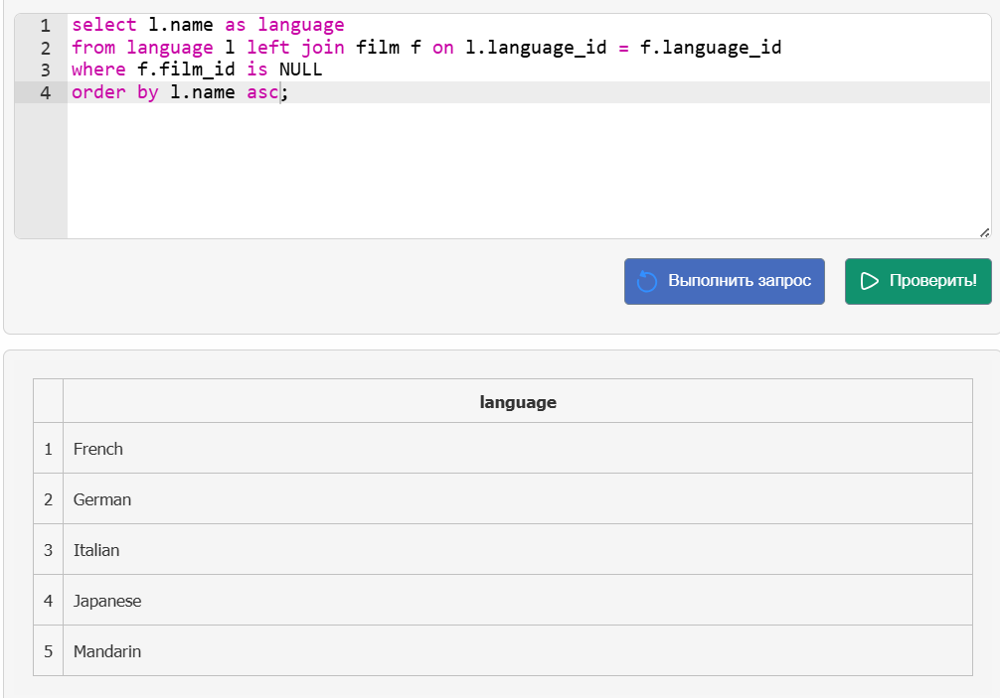 1 select l.name as language
2 from language l left join film f on l.language_id = f.language_id
3 where f.film_id is NULL
4 order by l.name asc;
Выполнить запрос Проверить!
language
1 French
2 German
3 Italian
4 Japanese
5 Mandarin